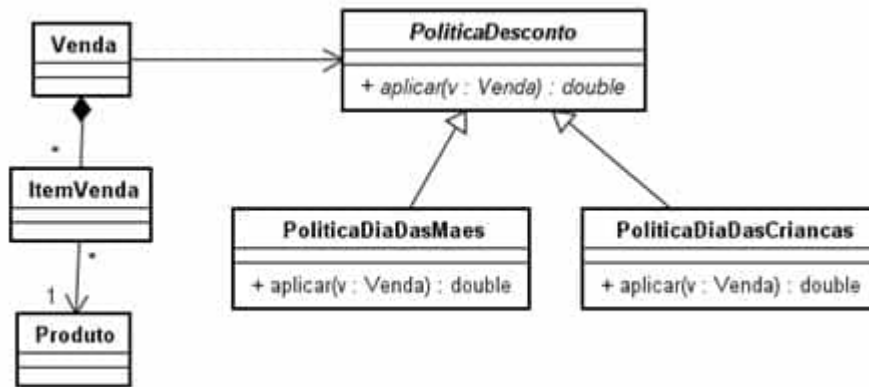 Venda
PoliticaDesconto
+ aplicar(v : Venda) : double
*
ItemVenda
*
1
Produto
PoliticaDiaDasMaes
+ aplicar(v : Venda) : double
PoliticaDiaDasCriancas
+ aplicar(v : Venda) : double